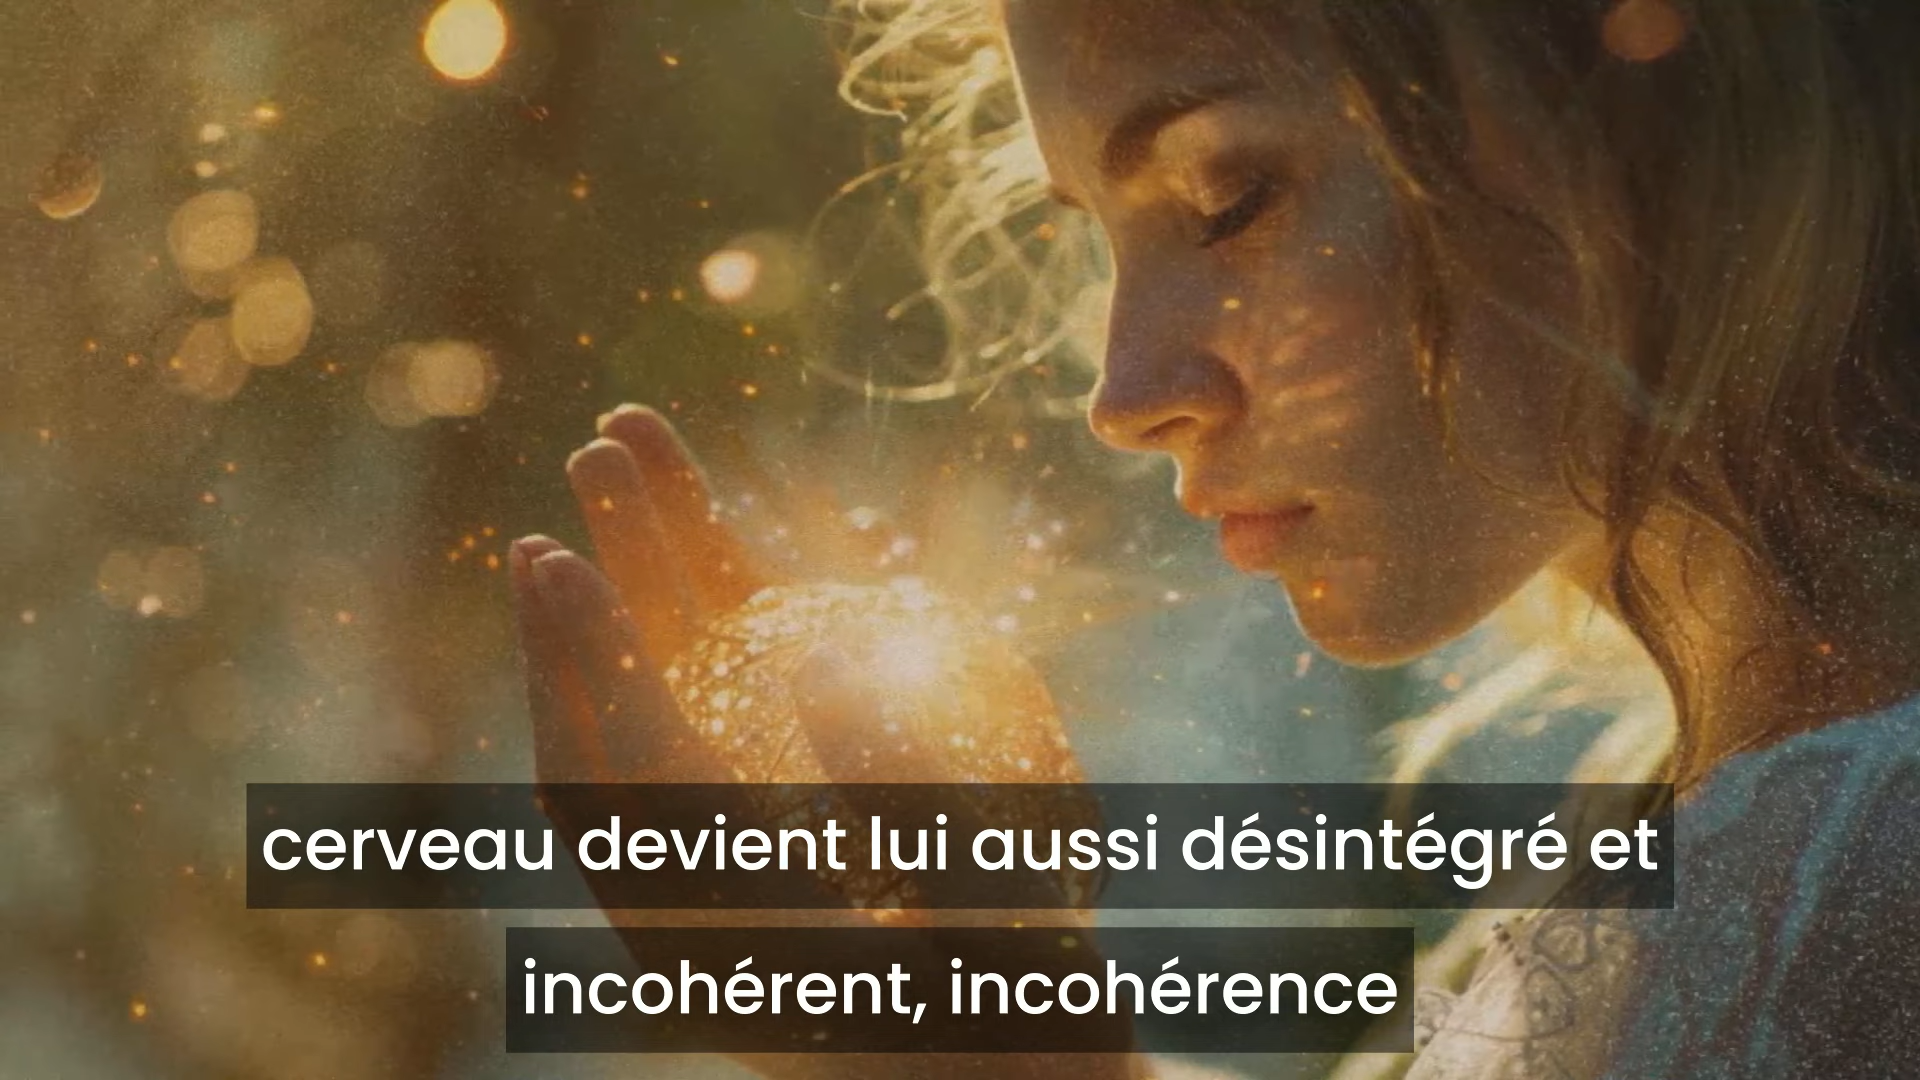 cerveau devient lui aussi désintégré et
incohérent, incohérence